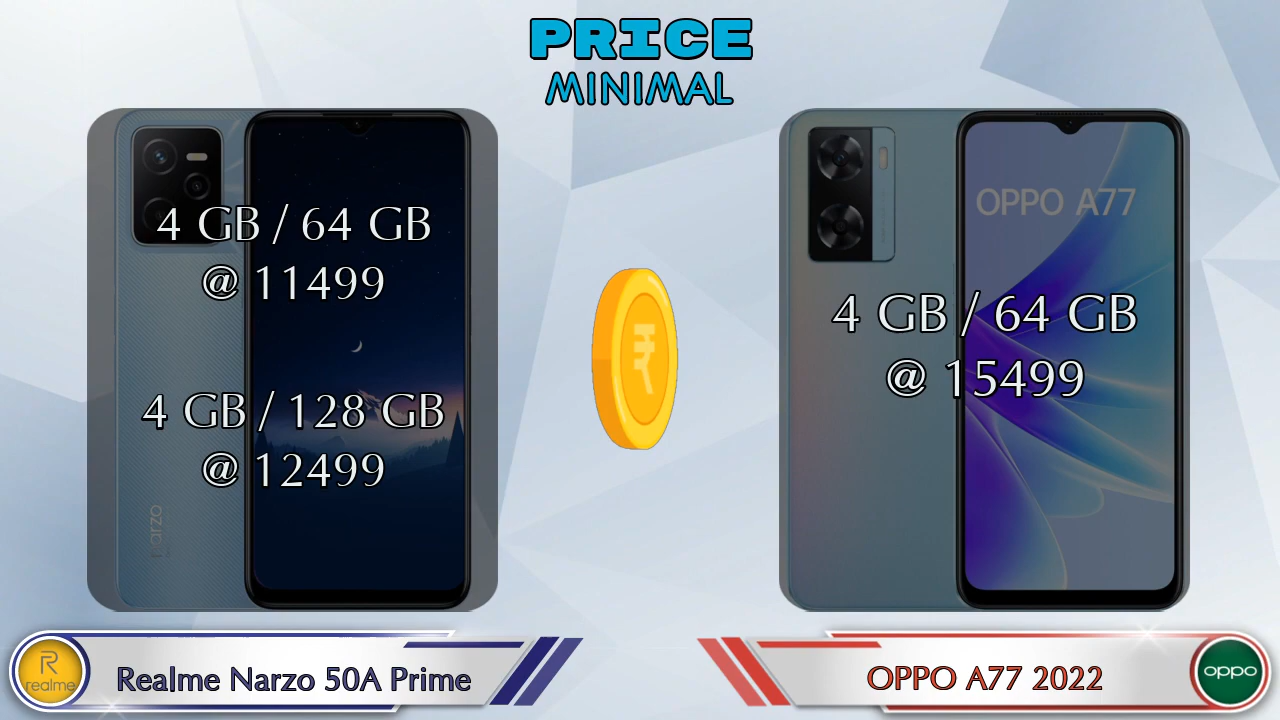 PRICE
MINIMAL
4 GB / 64 GB
@ 11499
4 GB / 128 GB
@ 12499
narzo
₹
OPPO A77
4 GB / 64 GB
@ 15499
R
realme
Realme Narzo 50A Prime
OPPO A77 2022
oppo